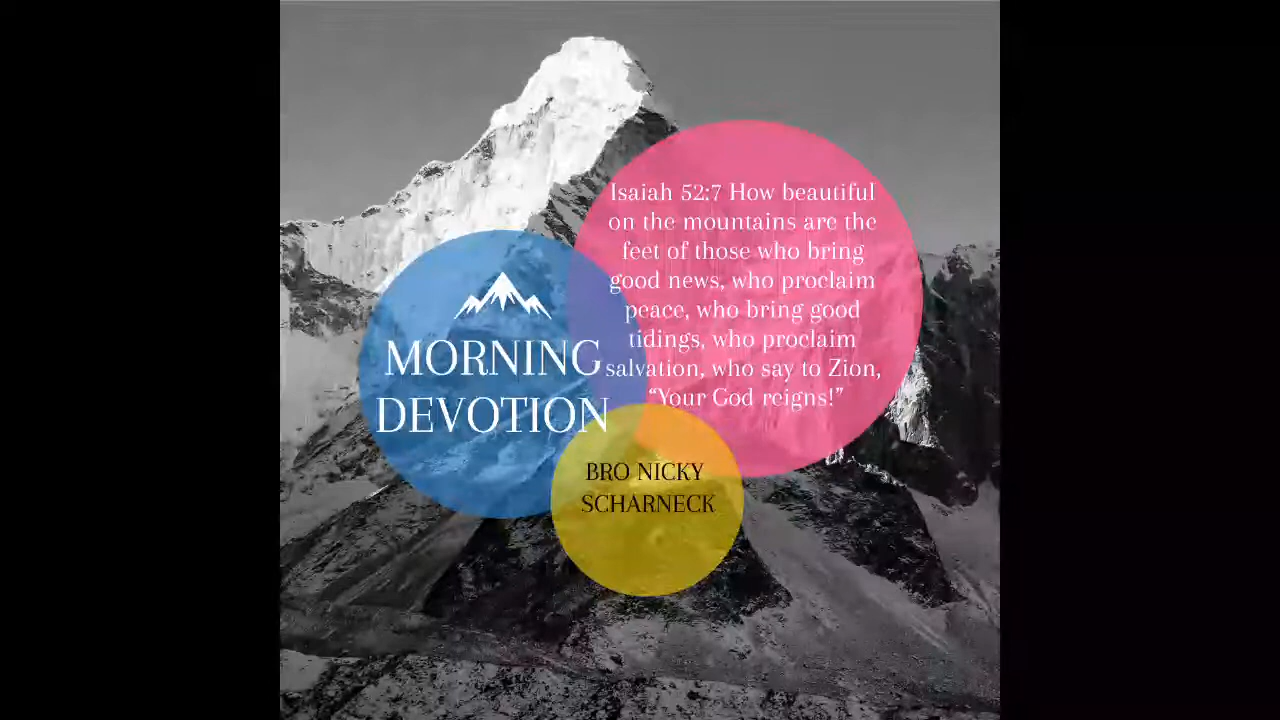 MORNING
DEVOTION
Isaiah 52:7 How beautiful
on the mountains are the
feet of those who bring
good news, who proclaim
peace, who bring good
tidings, who proclaim
salvation, who say to Zion,
“Your God reigns!”
BRO NICKY
SCHARNECK